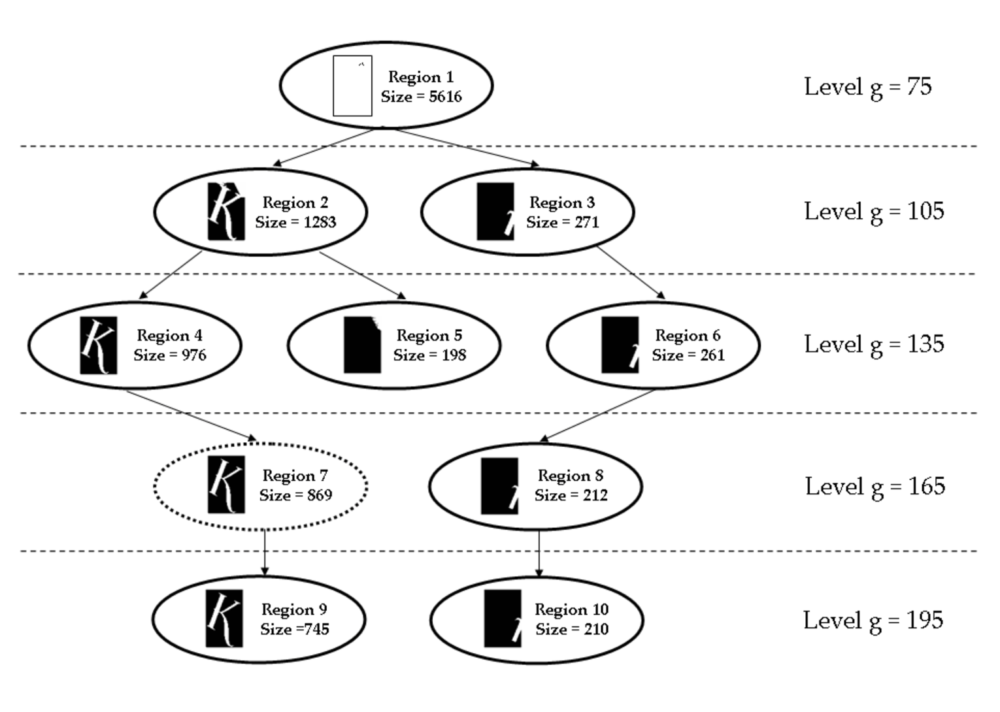 Region 1
Size = 5616
Level g = 75
Region 2
Size = 1283
Region 3
Size = 271
Level g = 105
Region 4
Size = 976
Region 5
Size = 198
Region 6
Size = 261
Level g = 135
Region 7
Size = 869
Region 8
Size = 212
Level g = 165
Region 9
Size =745
Region 10
Size = 210
Level g = 195